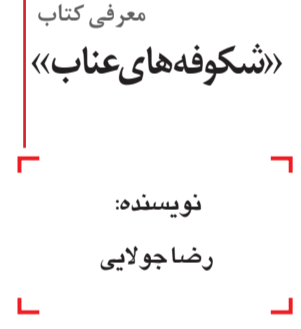 معرفی کتاب
«شکوفه‌های عناب»
نویسنده:
رضا جولایی